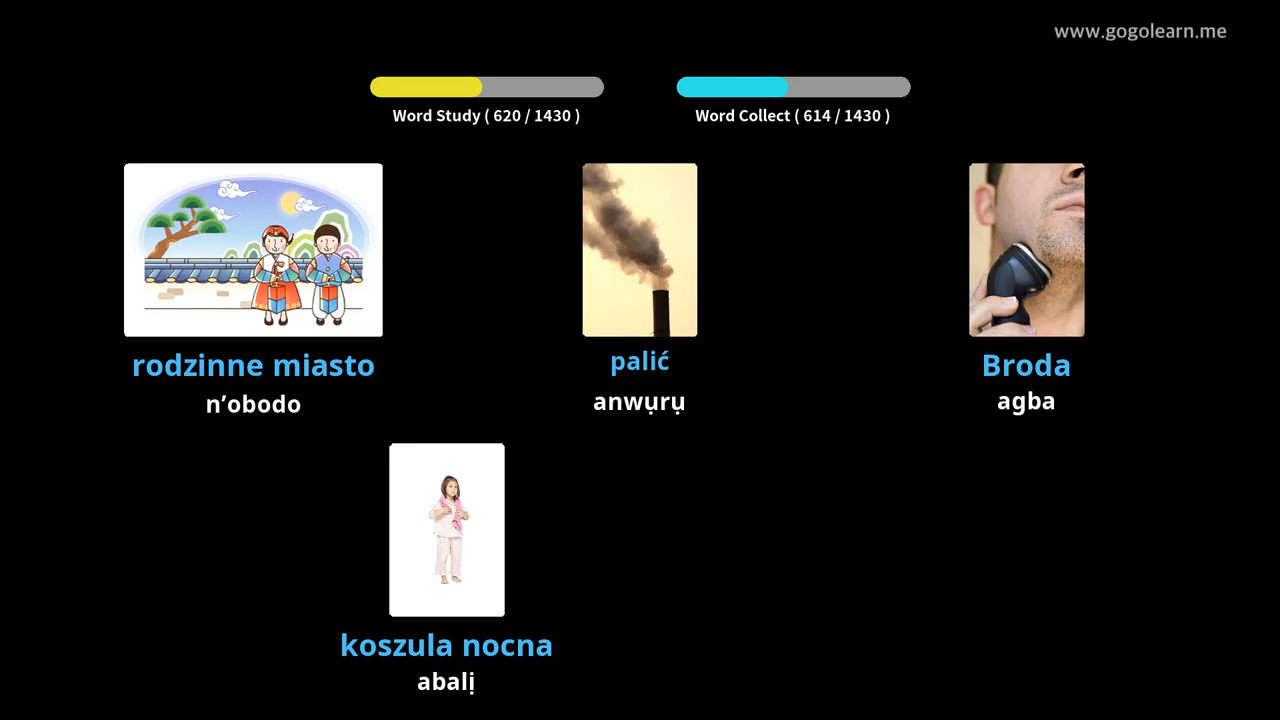 www.gogolearn.me
Word Study ( 620 / 1430 )
Word Collect ( 614 / 1430 )
rodzinne miasto
n’obodo
palić
anwụrụ
Broda
agba
koszula nocna
abalị